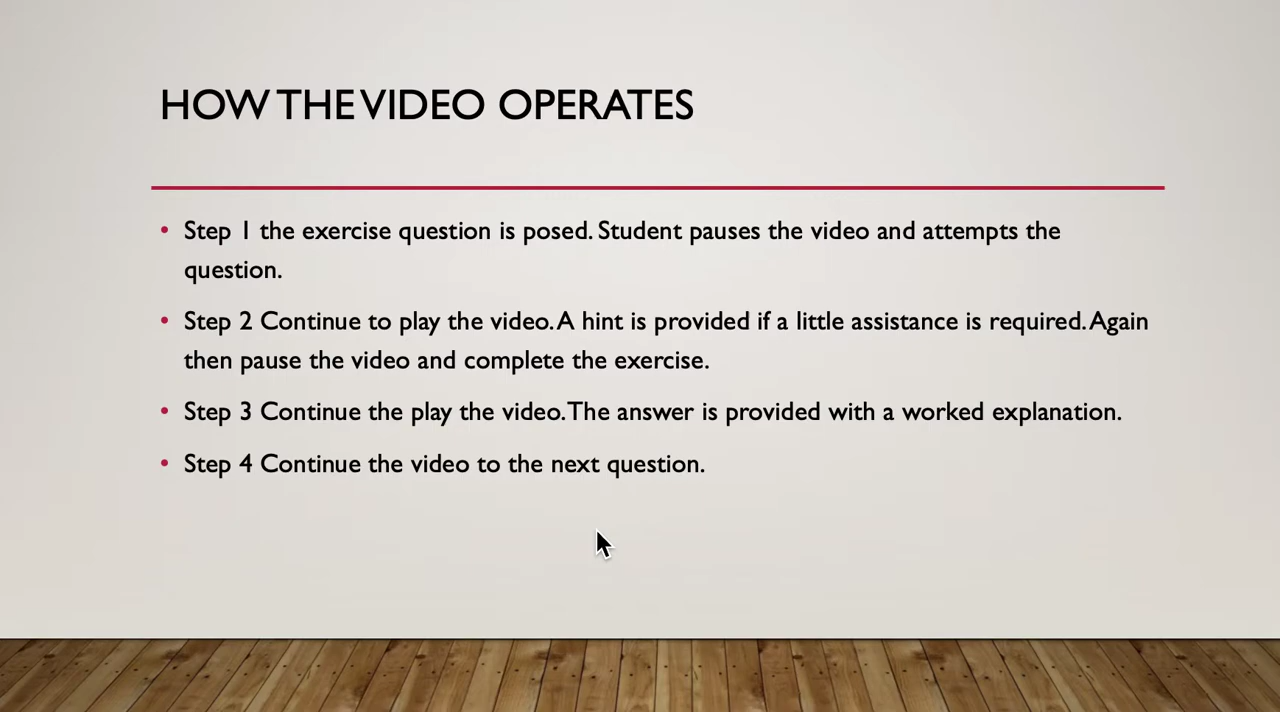 HOW THE VIDEO OPERATES
• Step 1 the exercise question is posed. Student pauses the video and attempts the
question.
• Step 2 Continue to play the video. A hint is provided if a little assistance is required. Again
then pause the video and complete the exercise.
• Step 3 Continue the play the video. The answer is provided with a worked explanation.
• Step 4 Continue the video to the next question.